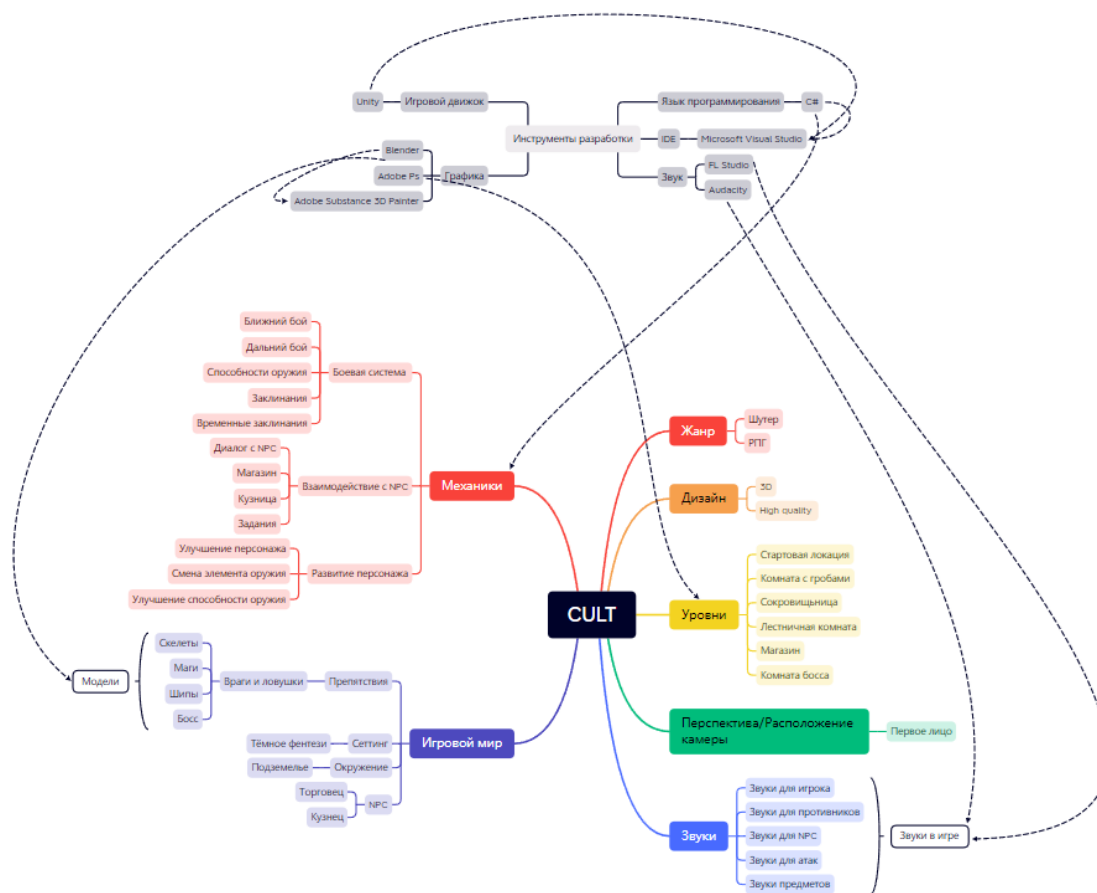 Unity
Игровой движок
Язык программирования
C#
Инструменты разработки
IDE
Microsoft Visual Studio
Blender
Adobe Ps
Графика
Adobe Substance 3D Painter
Звук
FL Studio
Audacity
Ближний бой
Дальний бой
Способности оружия
Боевая система
Заклинания
Временные заклинания
Диалог с NPC
Магазин
Взаимодействие с NPC
Кузница
Задания
Механики
Улучшение персонажа
Смена элемента оружия
Развитие персонажа
Улучшение способности оружия
Жанр
Шутер
РПГ
Дизайн
3D
High quality
CULT
Уровни
Стартовая локация
Комната с гробами
Сокровищница
Лестничная комната
Магазин
Комната босса
Модели
Скелеты
Маги
Шипы
Босс
Враги и ловушки
Препятствия
Игровой мир
Тёмное фентези
Сеттинг
Подземелье
Окружение
Торговец
NPC
Кузнец
Перспектива/Расположение
камеры
Первое лицо
Звуки
Звуки для игрока
Звуки для противников
Звуки для NPC
Звуки для атак
Звуки предметов
Звуки в игре